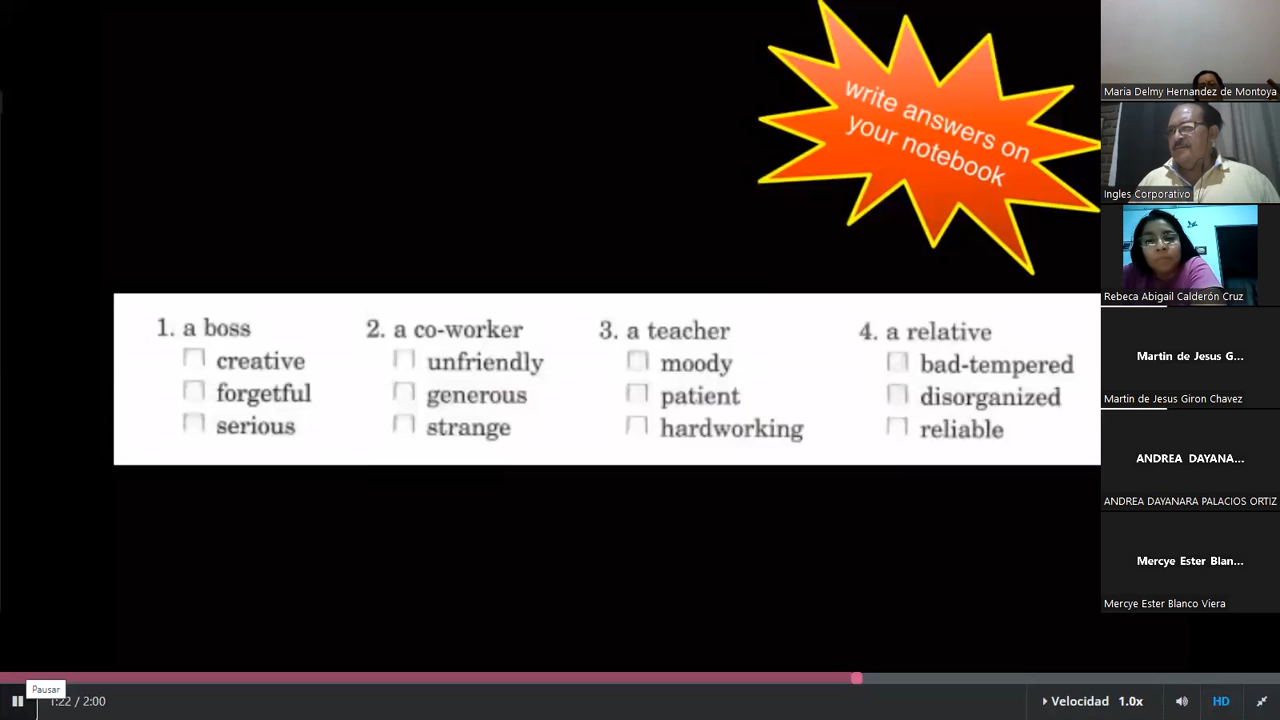 write answers on
your notebook
1. a boss
creative
forgetful
serious
2. a co-worker
unfriendly
generous
strange
3. a teacher
moody
patient
hardworking
4. a relative
bad-tempered
disorganized
reliable
Maria Delmy Hernandez de Montoya
Ingles Corporativo
Rebeca Abigail Calderón Cruz
Martin de Jesus G...
Martin de Jesus Giron Chavez
ANDREA DAYANA...
ANDREA DAYANARA PALACIOS ORTIZ
Mercye Ester Blan...
Mercye Ester Blanco Viera
Pausar
1:22 / 2:00
Velocidad 1.0x
HD